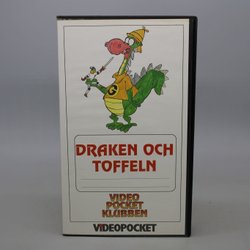 DRAKEN OCH
TOFFELN
VIDEO
POCKET
KLUBBEN
VIDEOPOCKET